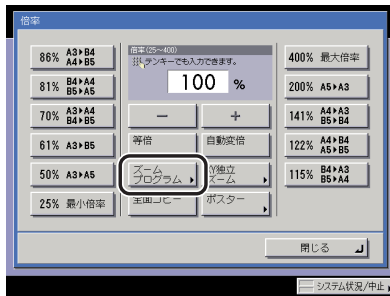 倍率
86% A3▶B4
A4▶B5
81% B4▶A4
B5▶A5
70% A3▶A4
B4▶B5
61% A3▶B5
50% A3▶A5
25% 最小倍率
倍率(25~400)
テンキーでも入力できます。
100 %
－ ＋
等倍 自動変倍
ズーム
プログラム ▶
XY独立
ズーム ▶
全面コピー ポスター ▶
400% 最大倍率
200% A5▶A3
141% A4▶A3
B5▶B4
122% A4▶B4
A5▶B5
115% B4▶A3
B5▶A4
閉じる
システム状況/中止